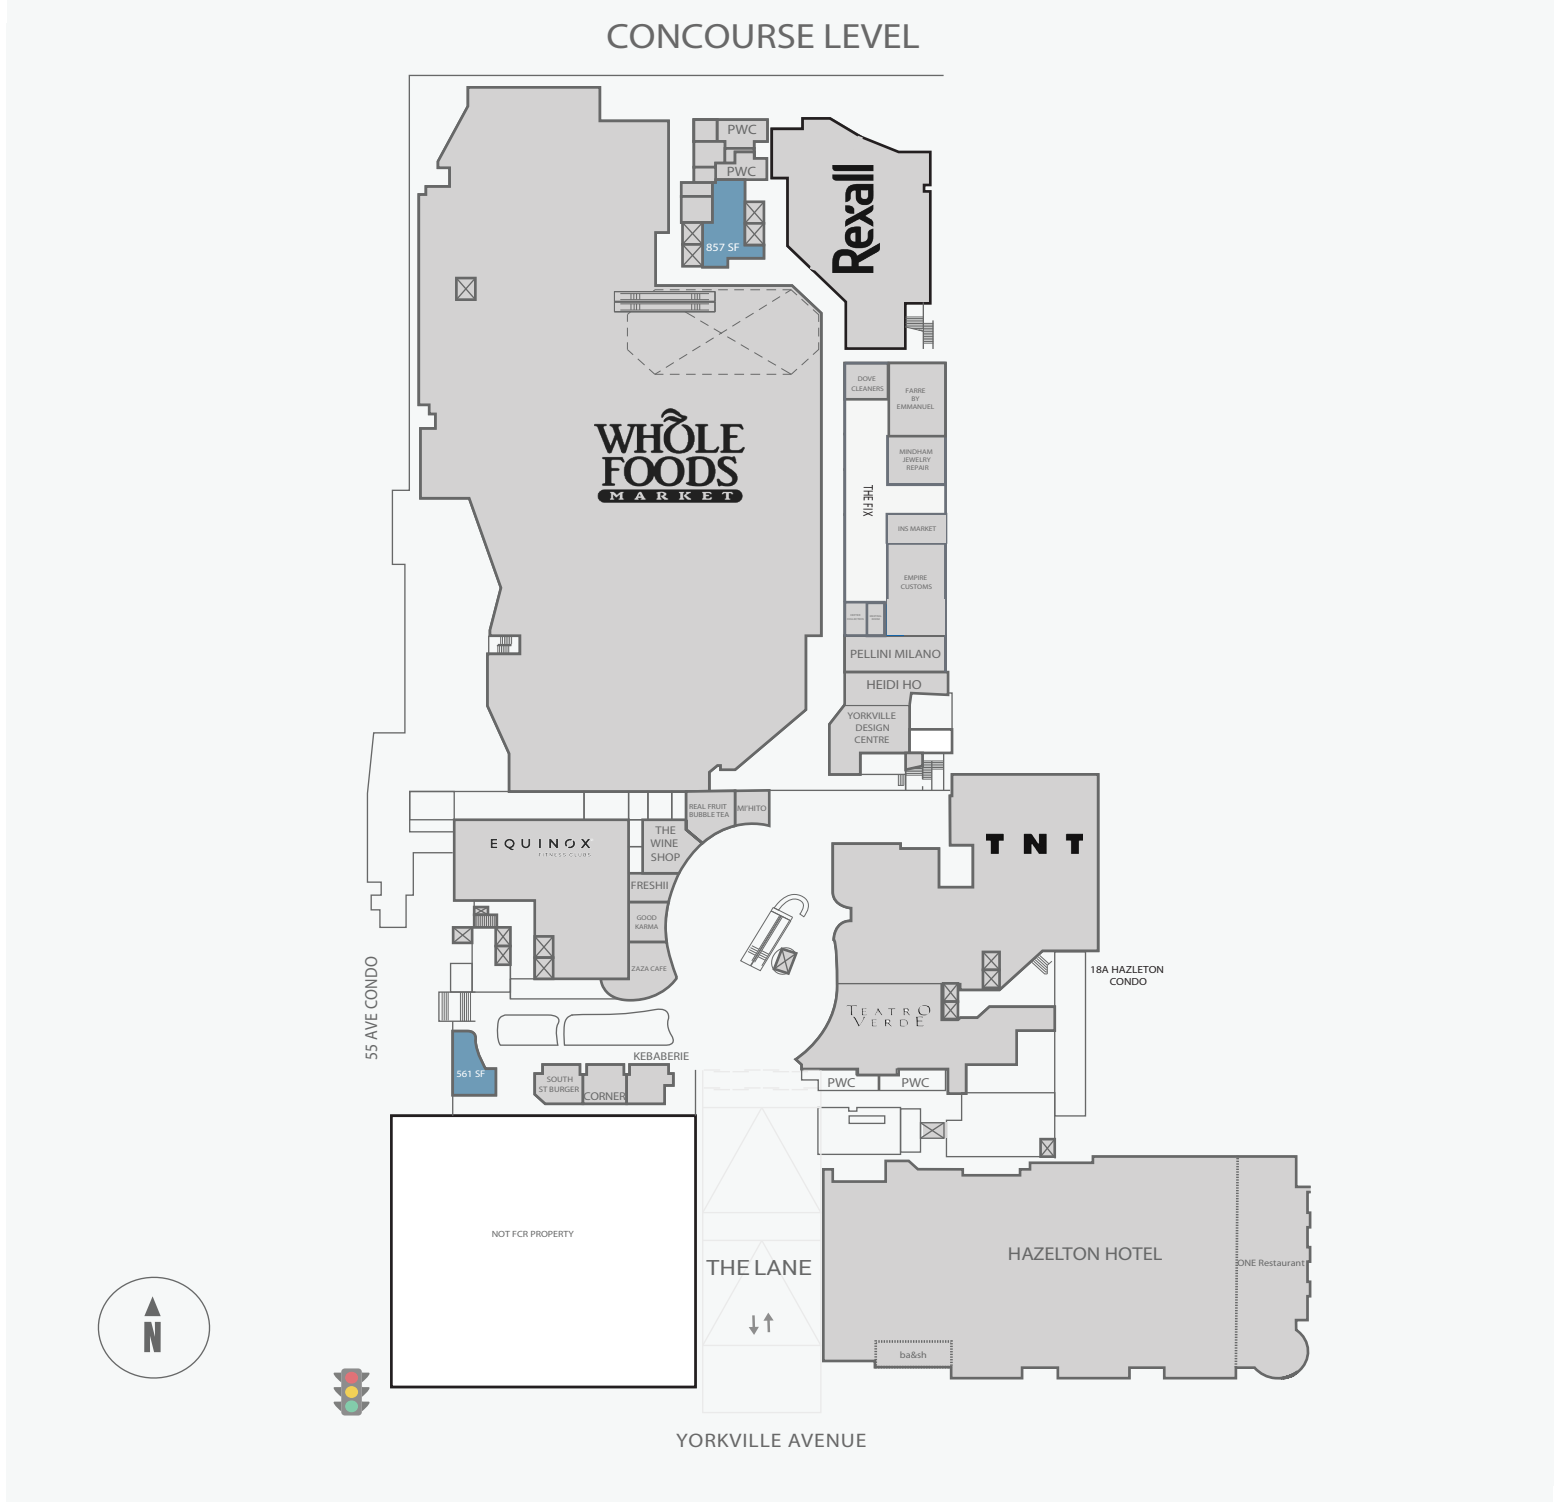 CONCOURSE LEVEL
PWC
PWC
857 SF
Rexall
WHOLE
FOODS
MARKET
DOVE
CLEANERS
FARRE
BY
EMMANUEL
MINDHAM
JEWELRY
REPAIR
THE FIX
INS MARKET
EMPIRE
CUSTOMS
PELLINI MILANO
HEIDI HO
YORKVILLE
DESIGN
CENTRE
REAL FRUIT
BUBBLE TEA
MI'HITO
THE
WINE
SHOP
EQUINOX
FITNESS CLUBS
FRESHII
GOOD
KARMA
ZAZA CAFE
TNT
18A HAZLETON
CONDO
55 AVE CONDO
TEATRO
VERDE
KEBABERIE
561 SF
SOUTH
ST BURGER
CORNER
PWC
PWC
NOT FCR PROPERTY
THE LANE
HAZELTON HOTEL
ONE Restaurant
ba&sh
N
YORKVILLE AVENUE